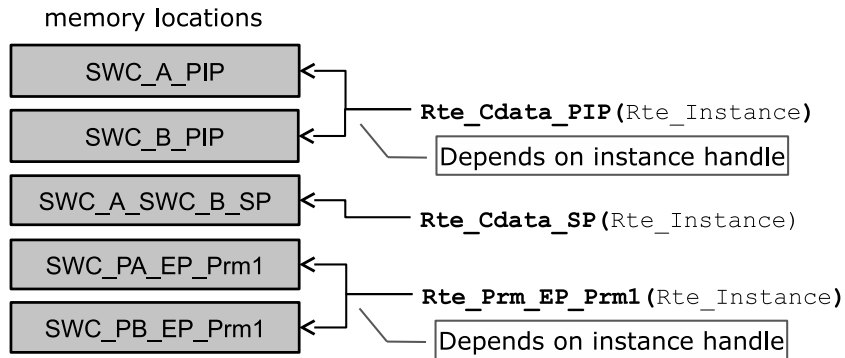 memory locations
SWC_A_PIP
SWC_B_PIP
SWC_A_SWC_B_SP
SWC_PA_EP_Prm1
SWC_PB_EP_Prm1
Rte_Cdata_PIP(Rte_Instance)
Depends on instance handle
Rte_Cdata_SP(Rte_Instance)
Rte_Prm_EP_Prm1(Rte_Instance)
Depends on instance handle